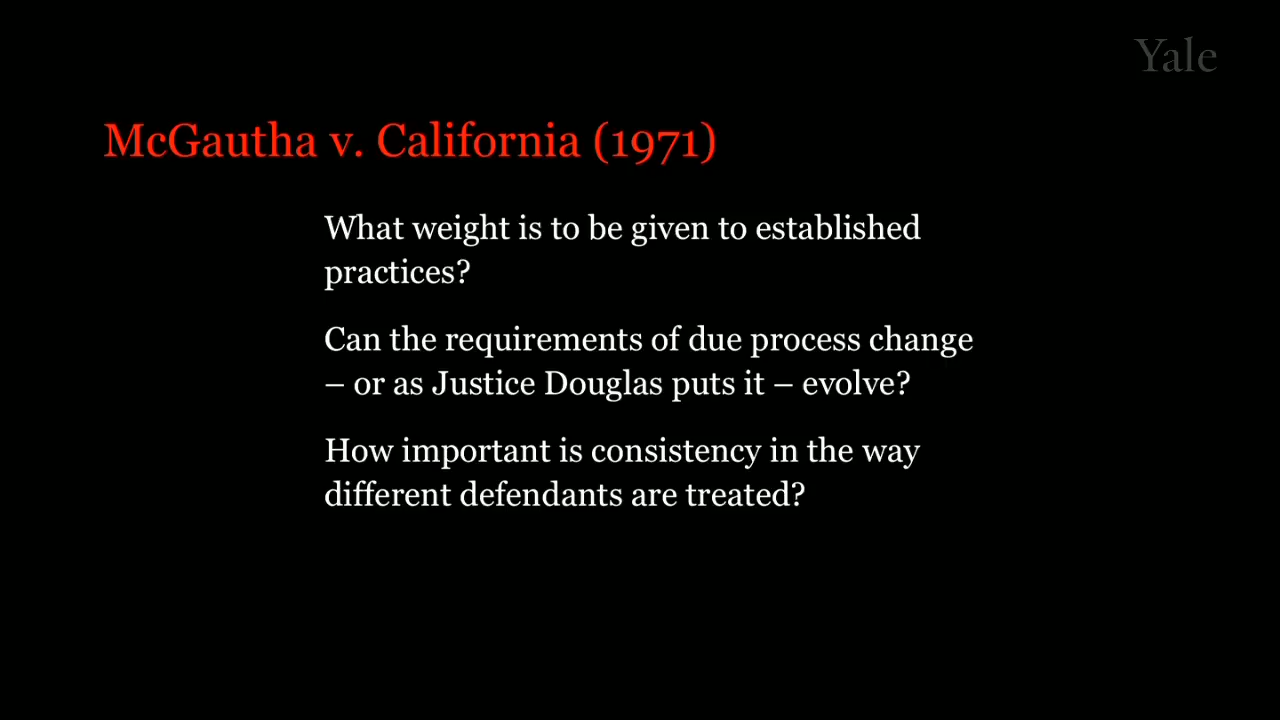 Yale
McGautha v. California (1971)
What weight is to be given to established
practices?
Can the requirements of due process change
– or as Justice Douglas puts it – evolve?
How important is consistency in the way
different defendants are treated?